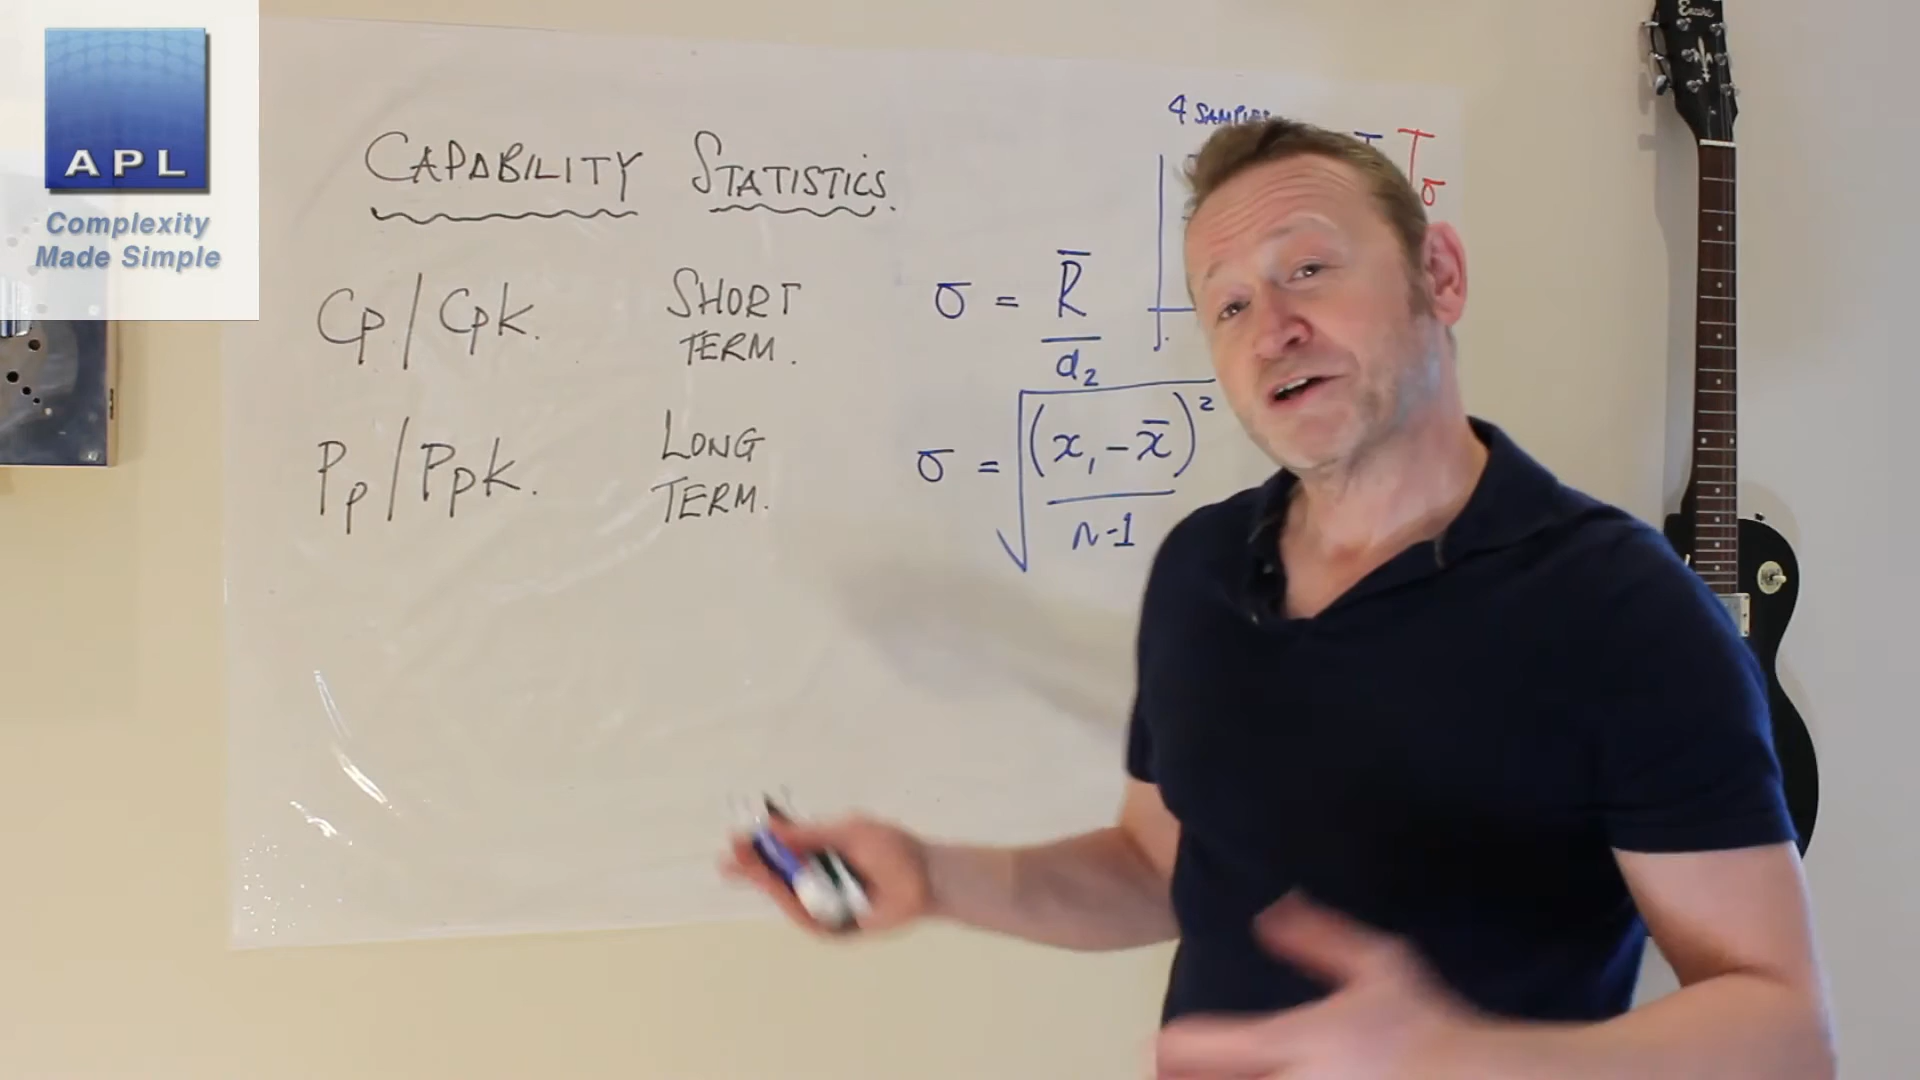 APL
Complexity
Made Simple
CAPABILITY STATISTICS.
Cp/Cpk.
SHORT
TERM.
σ = R̅
d₂
Pp/Ppk.
LONG
TERM.
σ = √(x₁-x̅)²
n-1
4 SAMPLES
σ
Encore